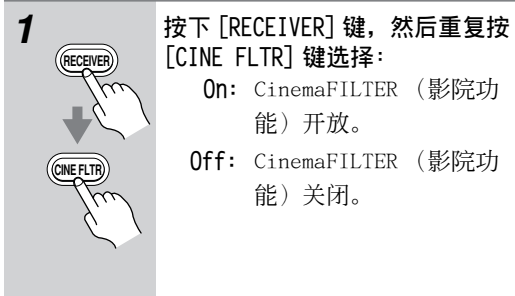 1
RECEIVER
CINE FLTR
按下 [RECEIVER] 键，然后重复按
[CINE FLTR] 键选择：
On: CinemaFILTER （影院功
能）开放。
Off: CinemaFILTER （影院功
能）关闭。